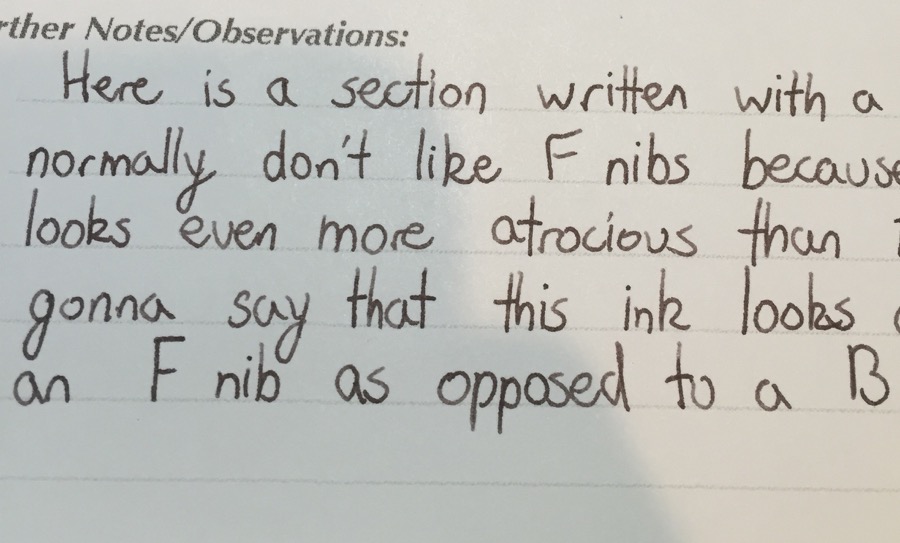 rther Notes/Observations:
Here is a section written with a
normally don't like F nibs because
looks even more atrocious than
gonna say that this ink looks
an F nib as opposed to a B